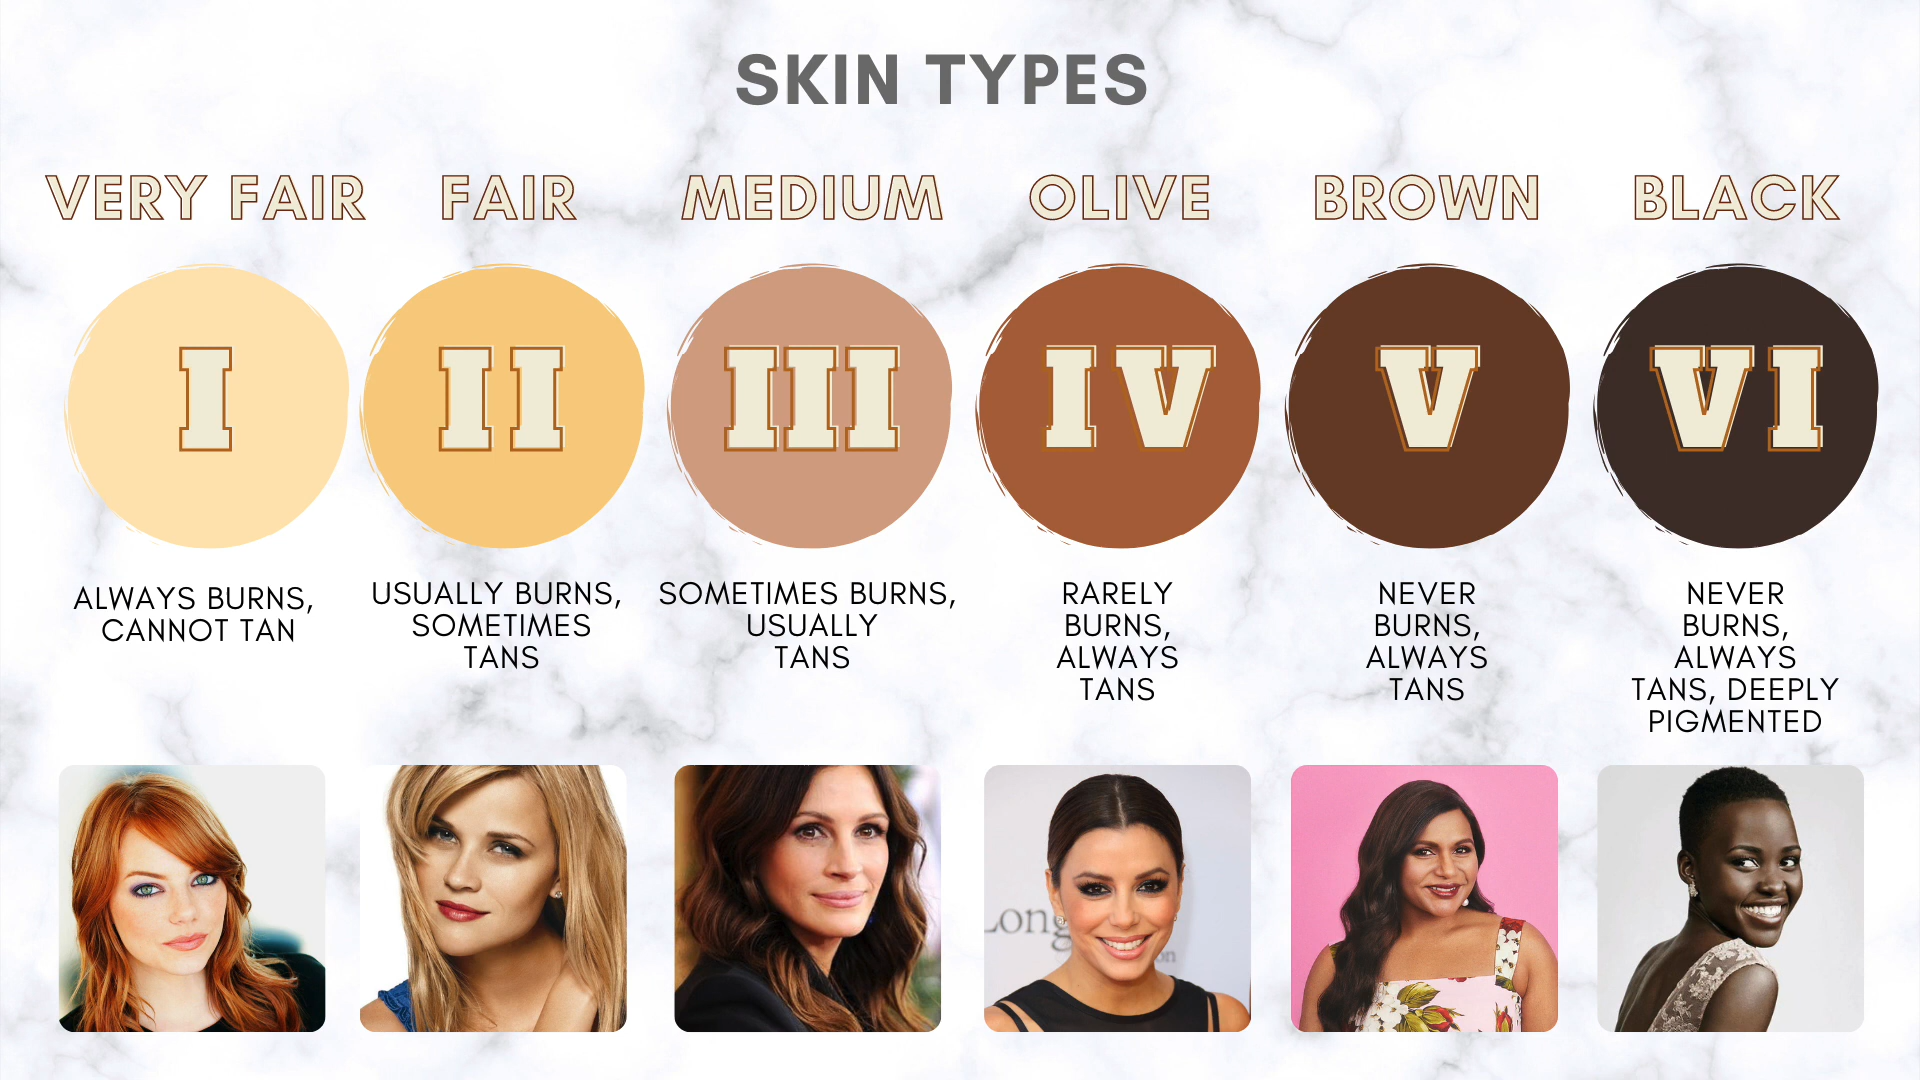 SKIN TYPES
VERY FAIR
FAIR
MEDIUM
OLIVE
BROWN
BLACK
I
II
III
IV
V
VI
ALWAYS BURNS,
CANNOT TAN
USUALLY BURNS,
SOMETIMES
TANS
SOMETIMES BURNS,
USUALLY
TANS
RARELY
BURNS,
ALWAYS
TANS
NEVER
BURNS,
ALWAYS
TANS
NEVER
BURNS,
ALWAYS
TANS, DEEPLY
PIGMENTED